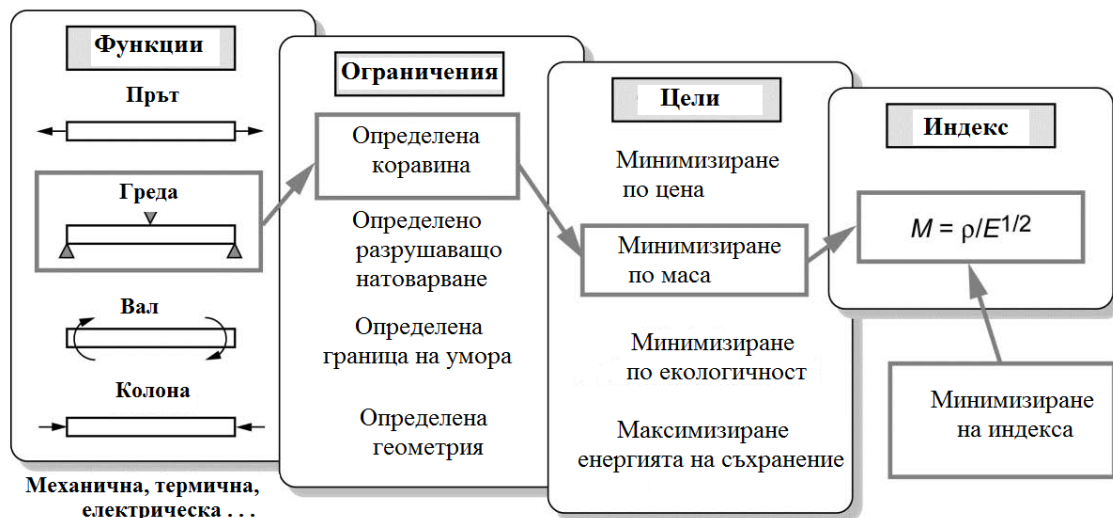 Функции
Прът
Греда
Вал
Колона
Механична, термична,
електрическа . . .
Ограничения
Определена
коравина
Определено
разрушаващо
натоварване
Определена
граница на умора
Определена
геометрия
Цели
Минимизиране
по цена
Минимизиране
по маса
Минимизиране
по екологичност
Максимизиране
енергията на съхранение
Индекс
M = ρ/E^1/2
Минимизиране
на индекса